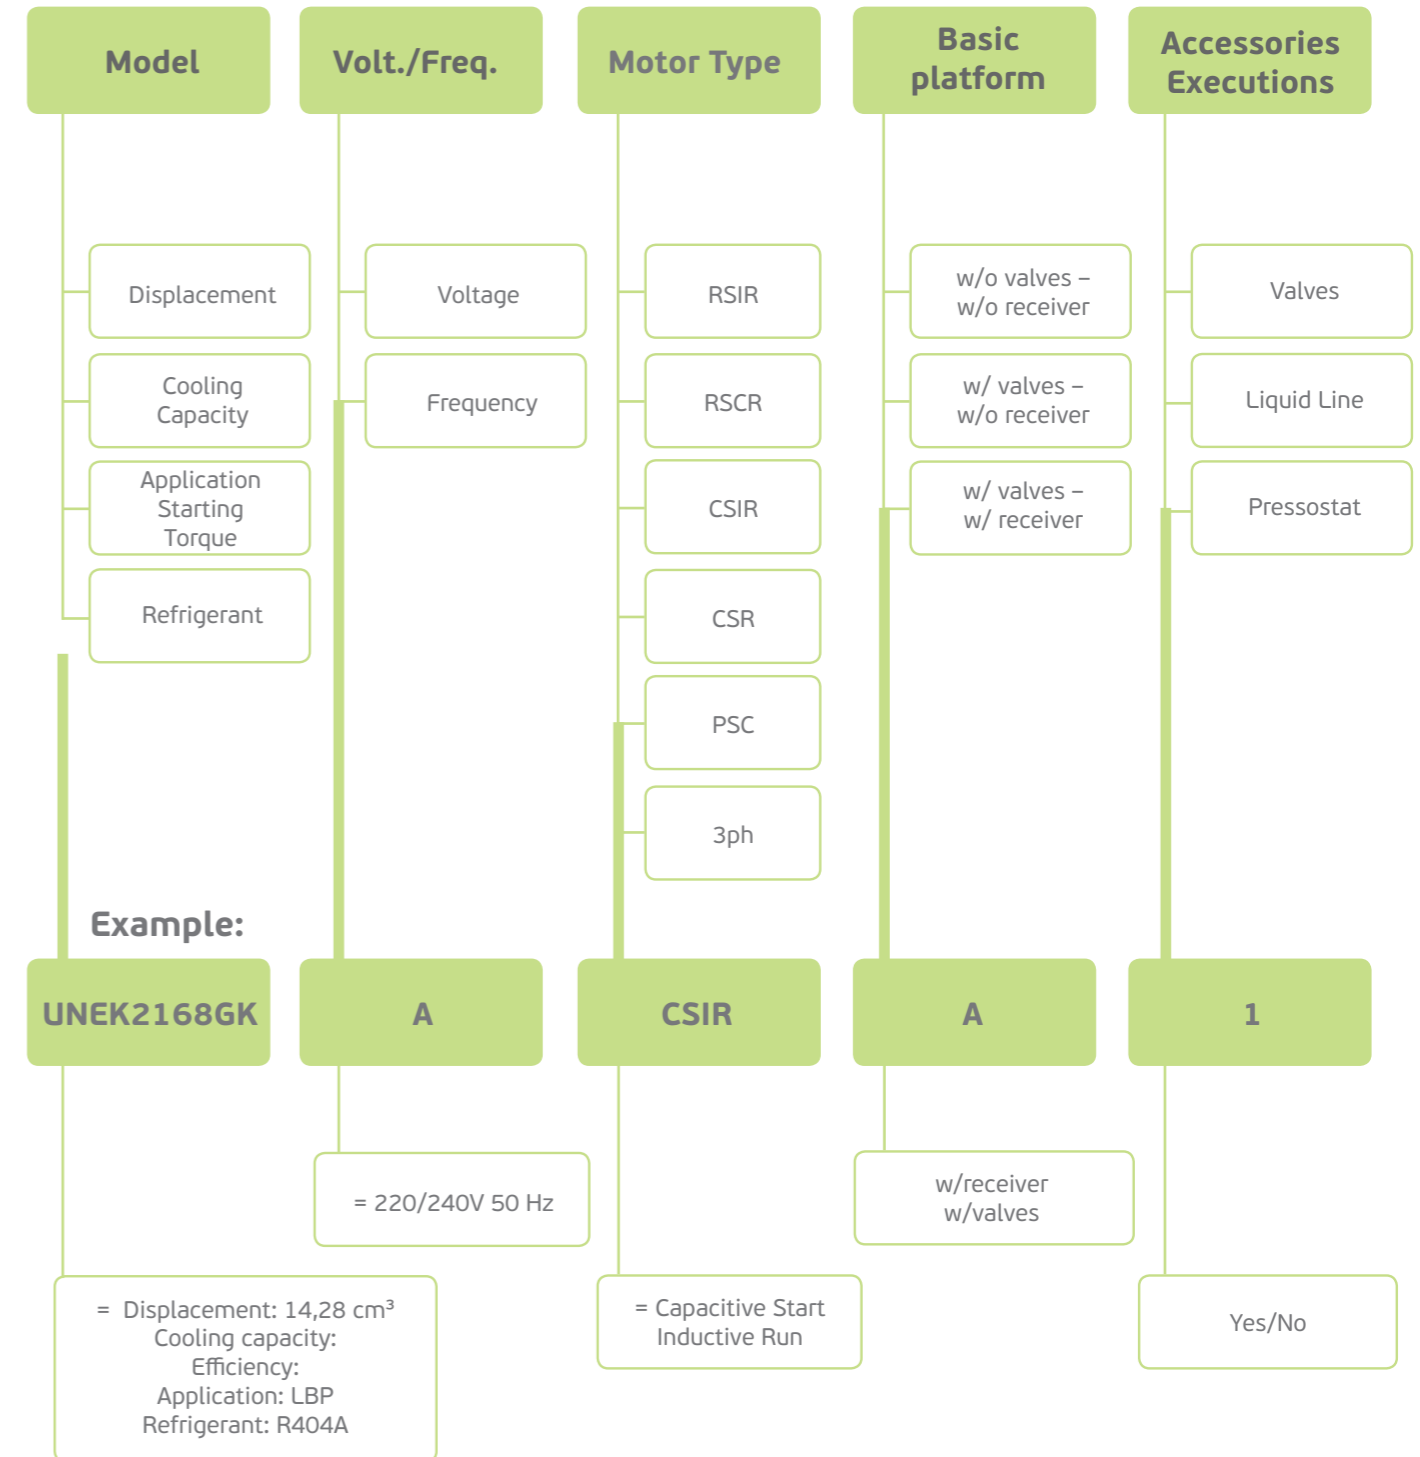 Model
Volt./Freq.
Motor Type
Basic
platform
Accessories
Executions
Displacement
Cooling
Capacity
Application
Starting
Torque
Refrigerant
Voltage
Frequency
RSIR
RSCR
CSIR
CSR
PSC
3ph
w/o valves –
w/o receiver
w/ valves –
w/o receiver
w/ valves –
w/ receiver
Valves
Liquid Line
Pressostat
Example:
UNEK2168GK
A
CSIR
A
1
= Displacement: 14,28 cm³
Cooling capacity:
Efficiency:
Application: LBP
Refrigerant: R404A
= 220/240V 50 Hz
= Capacitive Start
Inductive Run
w/receiver
w/valves
Yes/No